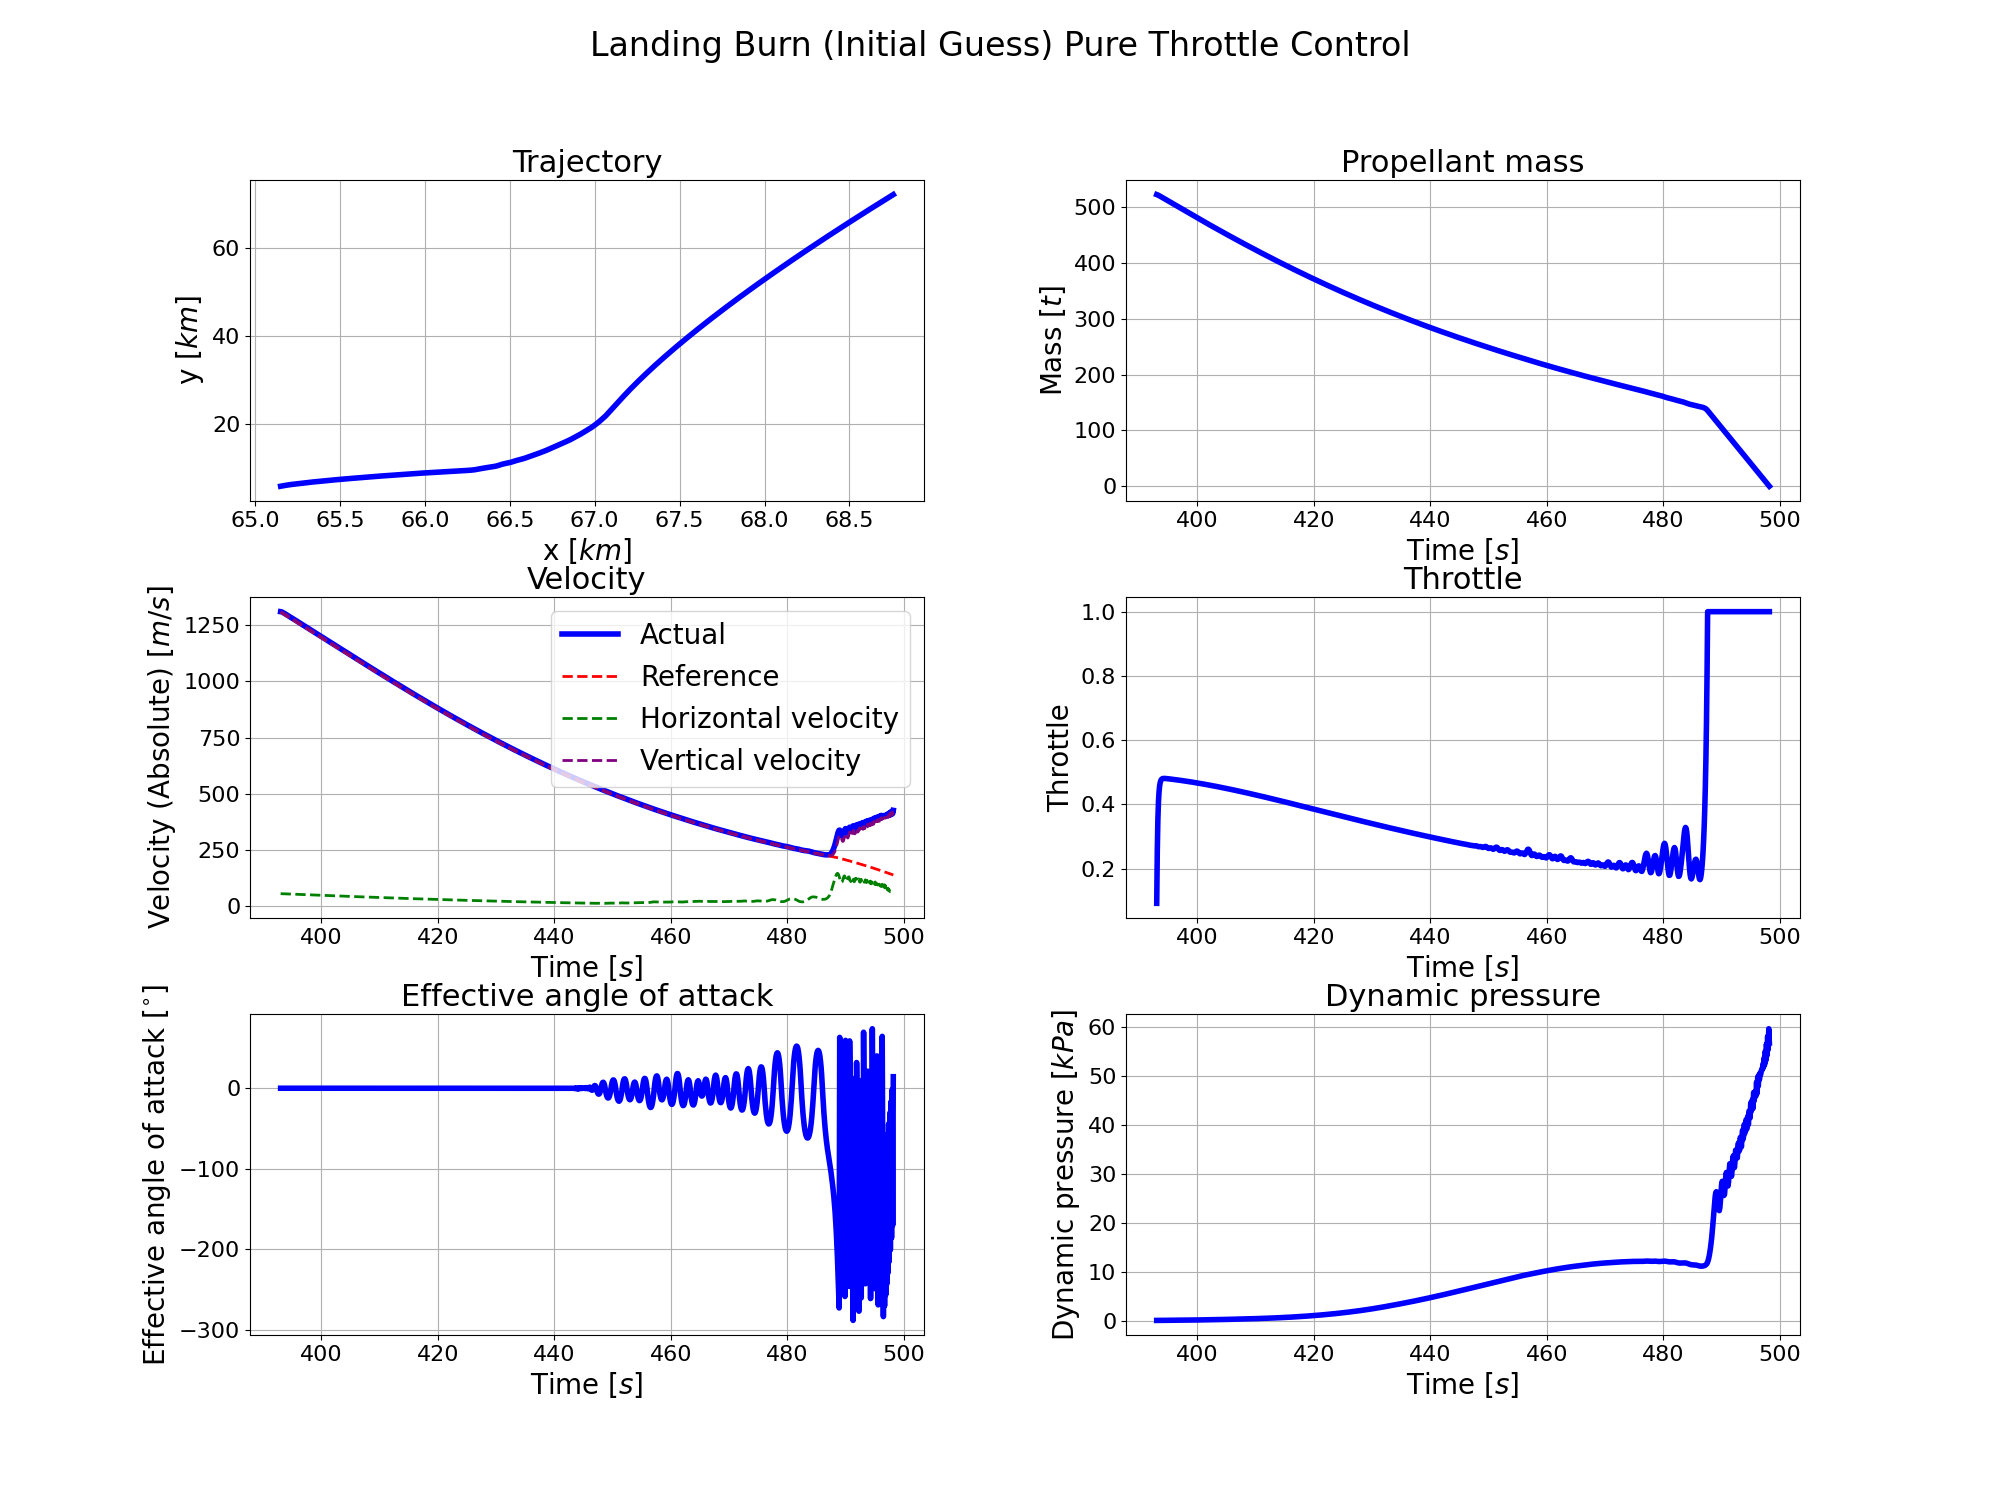 Landing Burn (Initial Guess) Pure Throttle Control
Trajectory
y [km]
60
40
20
65.0 65.5 66.0 66.5 67.0 67.5 68.0 68.5
x [km]
Propellant mass
Mass [t]
500
400
300
200
100
0
400 420 440 460 480 500
Time [s]
Velocity
Velocity (Absolute) [m/s]
1250
1000
750
500
250
0
Actual
Reference
Horizontal velocity
Vertical velocity
400 420 440 460 480 500
Time [s]
Throttle
Throttle
1.0
0.8
0.6
0.4
0.2
400 420 440 460 480 500
Time [s]
Effective angle of attack
Effective angle of attack [°]
0
−100
−200
−300
400 420 440 460 480 500
Time [s]
Dynamic pressure
Dynamic pressure [kPa]
60
50
40
30
20
10
0
400 420 440 460 480 500
Time [s]